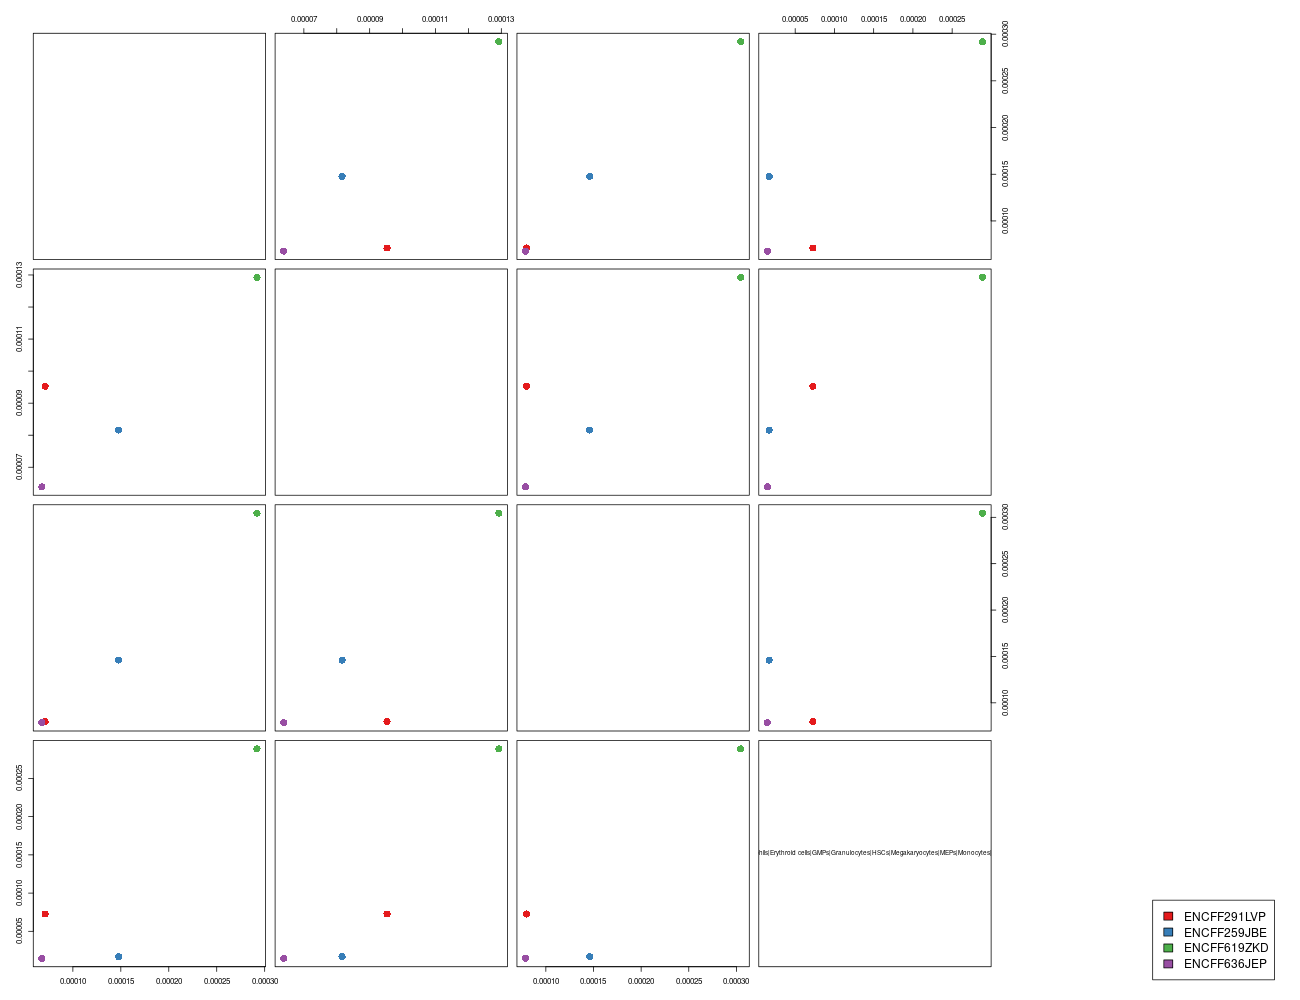 0.00007 0.00009 0.00011 0.00013
0.00005 0.00010 0.00015 0.00020 0.00025
0.00030
0.00025
0.00020
0.00015
0.00010
0.00013
0.00011
0.00009
0.00007
0.00030
0.00025
0.00020
0.00015
0.00010
0.00025
0.00020
0.00015
0.00010
0.00005
hils|Erythroid cells|GMPs|Granulocytes|HSCs|Megakaryocytes|MEPs|Monocytes|
0.00010 0.00015 0.00020 0.00025 0.00030
0.00010 0.00015 0.00020 0.00025 0.00030
ENCFF291LVP
ENCFF259JBE
ENCFF619ZKD
ENCFF636JEP